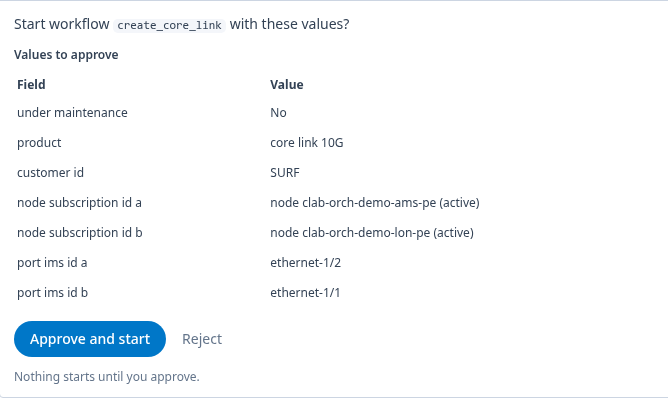 Start workflow create_core_link with these values?
Values to approve
Field Value
under maintenance No
product core link 10G
customer id SURF
node subscription id a node clab-orch-demo-ams-pe (active)
node subscription id b node clab-orch-demo-lon-pe (active)
port ims id a ethernet-1/2
port ims id b ethernet-1/1
Approve and start Reject
Nothing starts until you approve.